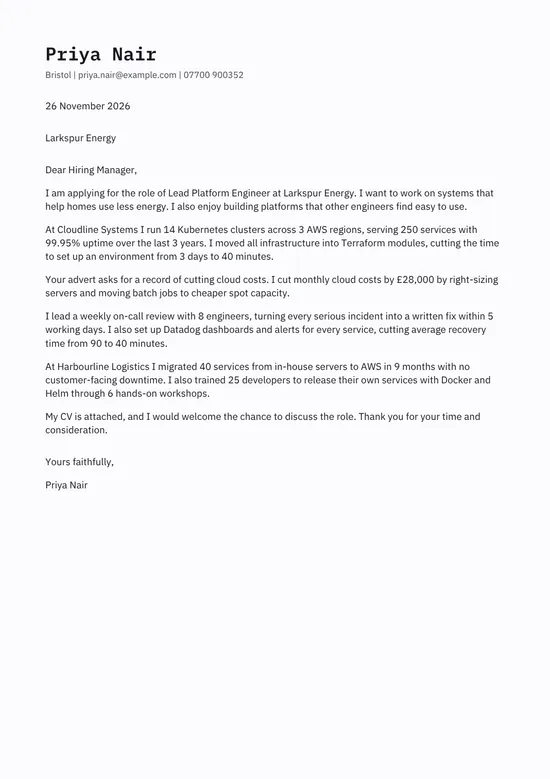 Priya Nair
Bristol | priya.nair@example.com | 07700 900352
26 November 2026
Larkspur Energy
Dear Hiring Manager,
I am applying for the role of Lead Platform Engineer at Larkspur Energy. I want to work on systems that
help homes use less energy. I also enjoy building platforms that other engineers find easy to use.
At Cloudline Systems I run 14 Kubernetes clusters across 3 AWS regions, serving 250 services with
99.95% uptime over the last 3 years. I moved all infrastructure into Terraform modules, cutting the time
to set up an environment from 3 days to 40 minutes.
Your advert asks for a record of cutting cloud costs. I cut monthly cloud costs by £28,000 by right-sizing
servers and moving batch jobs to cheaper spot capacity.
I lead a weekly on-call review with 8 engineers, turning every serious incident into a written fix within 5
working days. I also set up Datadog dashboards and alerts for every service, cutting average recovery
time from 90 to 40 minutes.
At Harbourline Logistics I migrated 40 services from in-house servers to AWS in 9 months with no
customer-facing downtime. I also trained 25 developers to release their own services with Docker and
Helm through 6 hands-on workshops.
My CV is attached, and I would welcome the chance to discuss the role. Thank you for your time and
consideration.
Yours faithfully,
Priya Nair